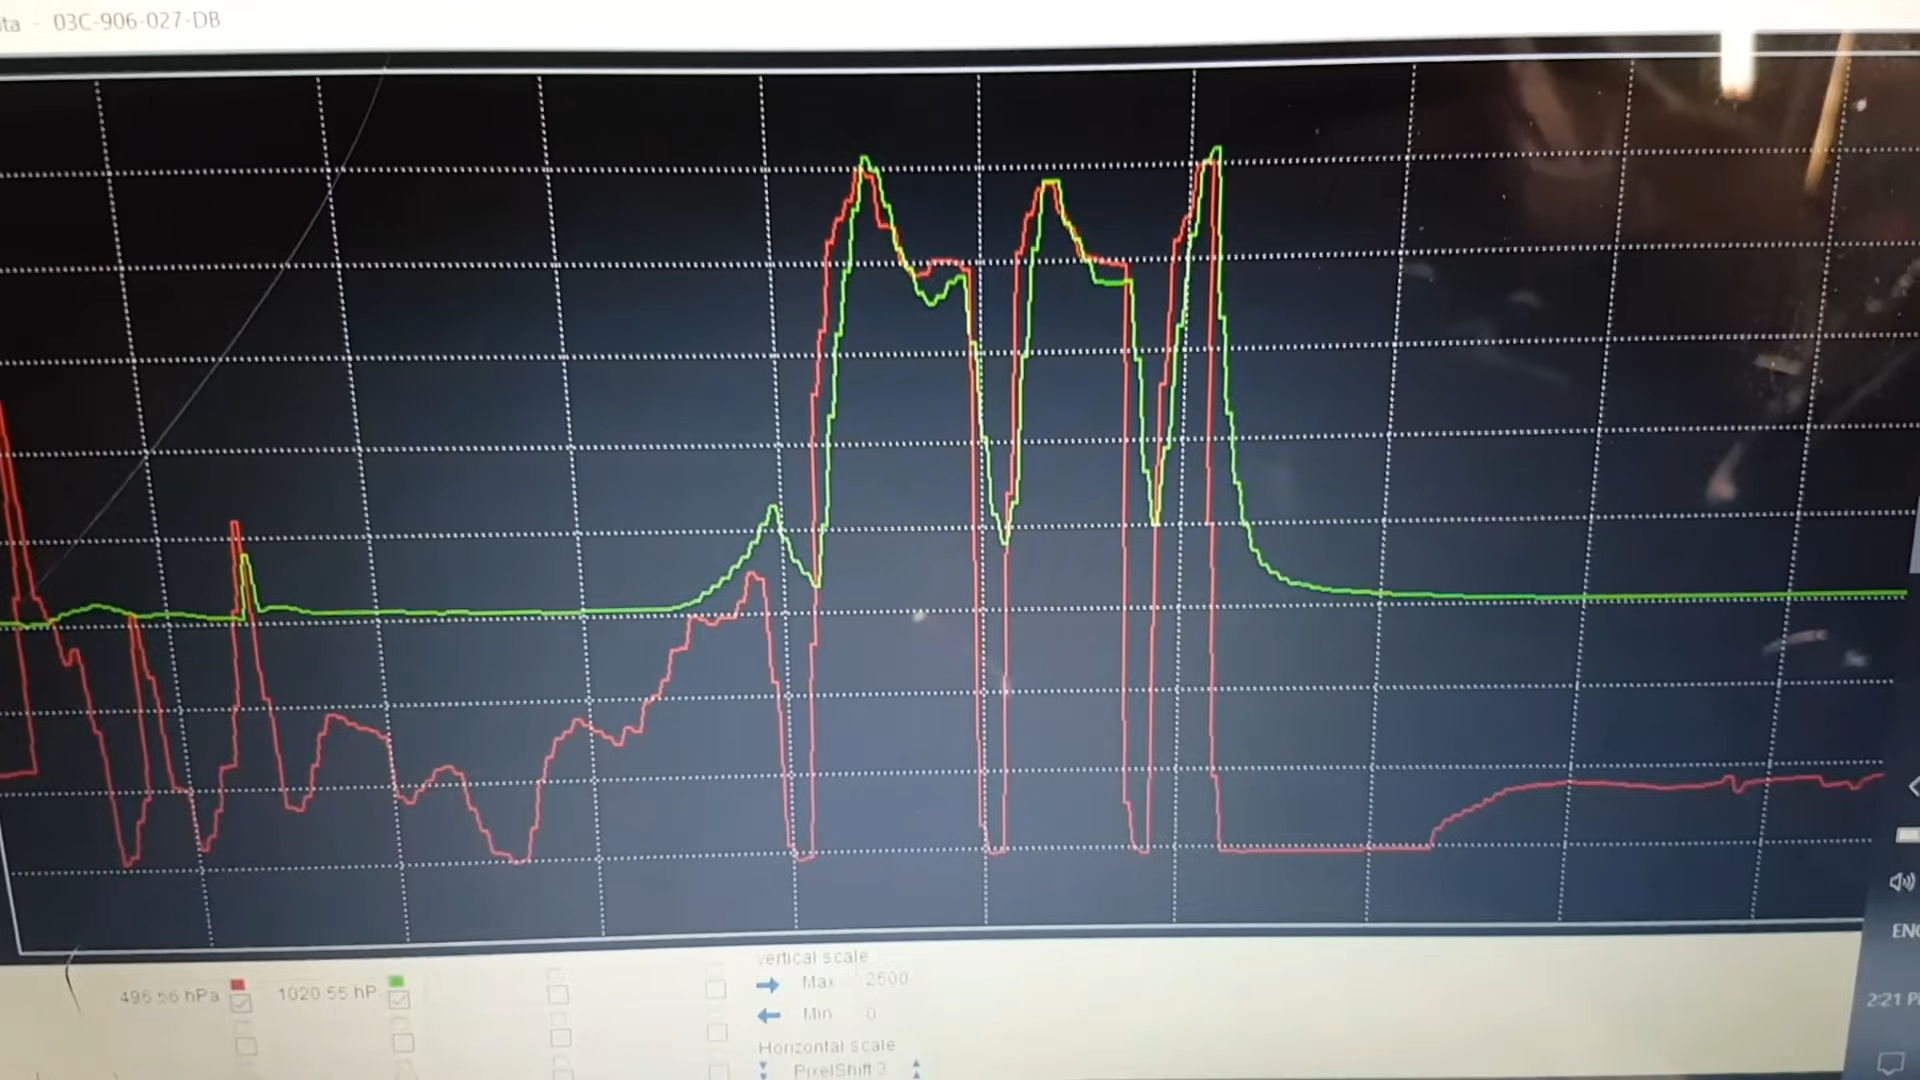 ta - 03C-906-027-DB
496.56 hPa
1020.55 hP
vertical scale
Max 2500
Min 0
Horizontal scale
PixelShift 3
ENG
2:21 P